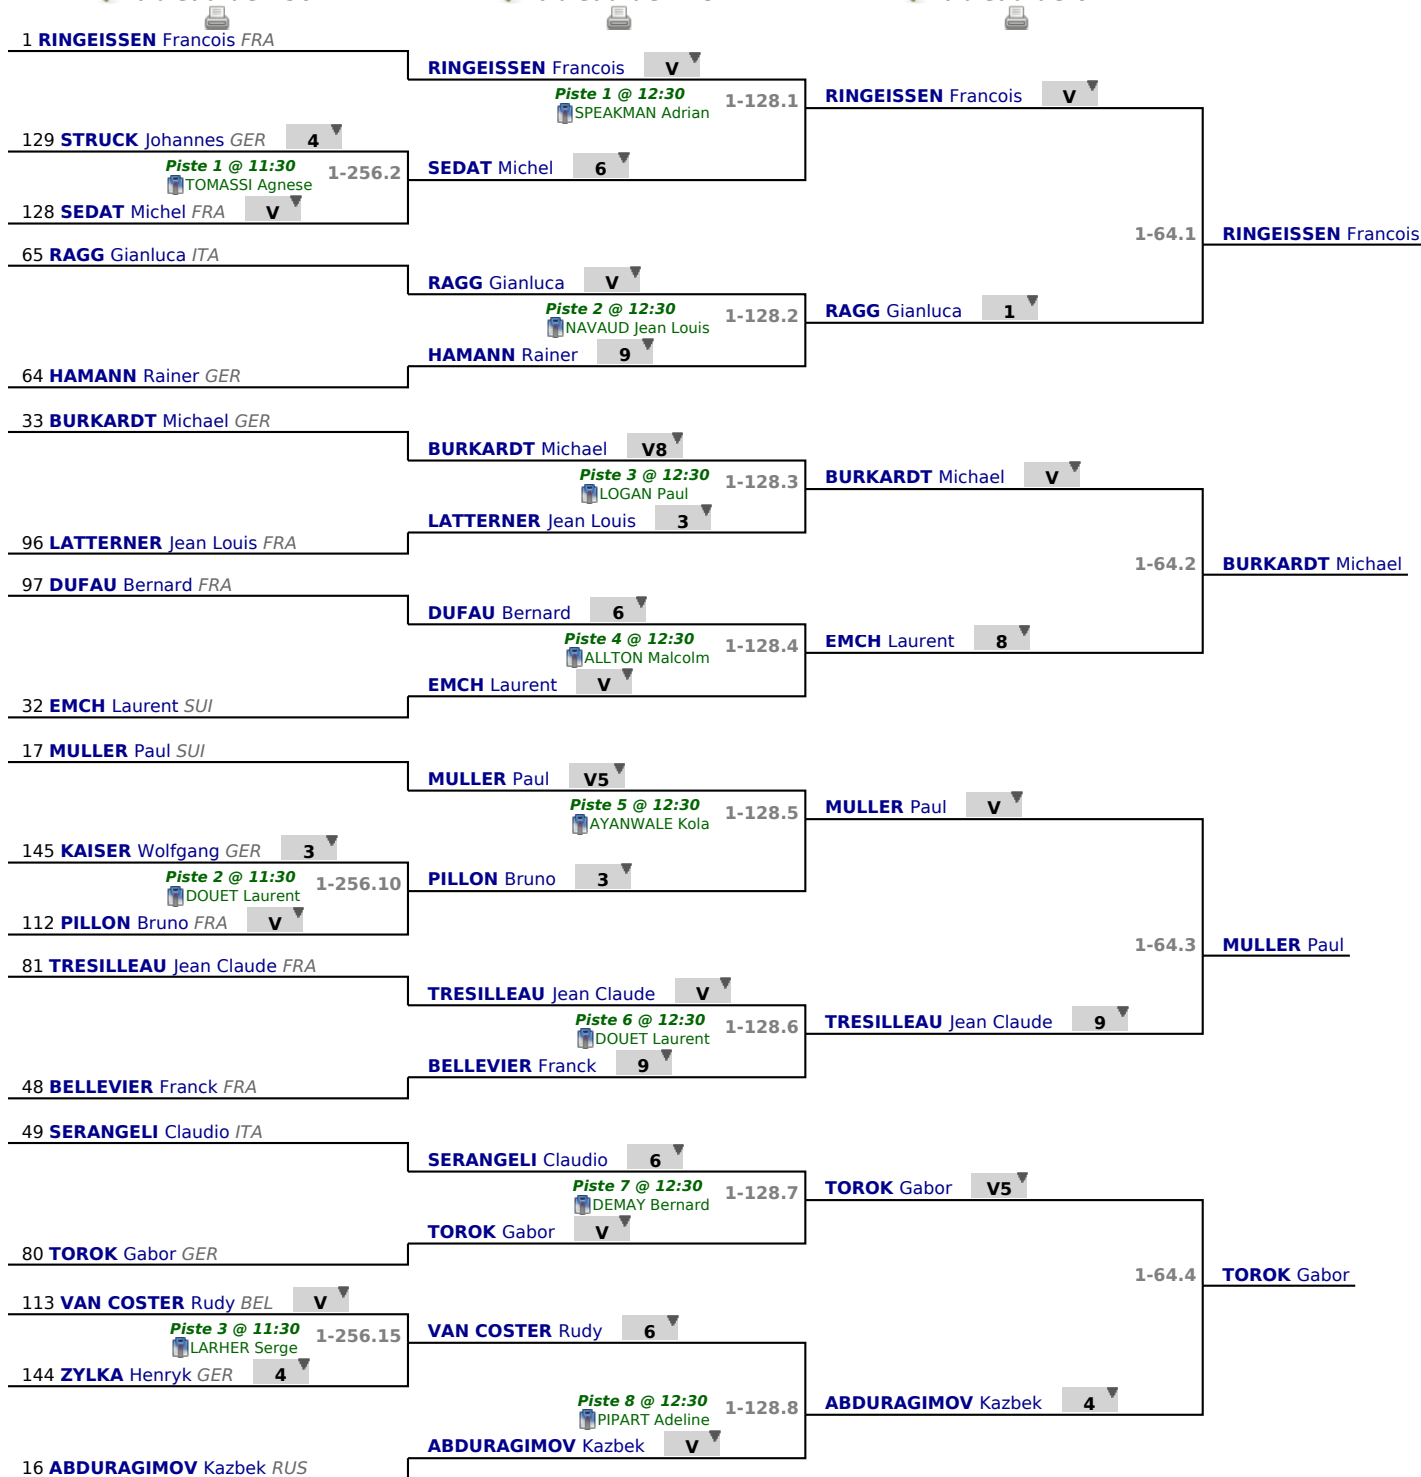 1 RINGEISSEN Francois FRA
RINGEISSEN Francois V
Piste 1 @ 12:30
SPEAKMAN Adrian
1-128.1
RINGEISSEN Francois V
129 STRUCK Johannes GER 4
Piste 1 @ 11:30
TOMASSI Agnese
1-256.2
SEDAT Michel 6
128 SEDAT Michel FRA V
1-64.1
RINGEISSEN Francois
65 RAGG Gianluca ITA
RAGG Gianluca V
Piste 2 @ 12:30
NAVAUD Jean Louis
1-128.2
RAGG Gianluca 1
HAMANN Rainer 9
64 HAMANN Rainer GER
33 BURKARDT Michael GER
BURKARDT Michael V8
Piste 3 @ 12:30
LOGAN Paul
1-128.3
BURKARDT Michael V
LATTERNER Jean Louis 3
96 LATTERNER Jean Louis FRA
1-64.2
BURKARDT Michael
97 DUFAU Bernard FRA
DUFAU Bernard 6
Piste 4 @ 12:30
ALLTON Malcolm
1-128.4
EMCH Laurent 8
EMCH Laurent V
32 EMCH Laurent SUI
17 MULLER Paul SUI
MULLER Paul V5
Piste 5 @ 12:30
AYANWALE Kola
1-128.5
MULLER Paul V
145 KAISER Wolfgang GER 3
Piste 2 @ 11:30
DOUET Laurent
1-256.10
PILLON Bruno 3
112 PILLON Bruno FRA V
1-64.3
MULLER Paul
81 TRESILLEAU Jean Claude FRA
TRESILLEAU Jean Claude V
Piste 6 @ 12:30
DOUET Laurent
1-128.6
TRESILLEAU Jean Claude 9
BELLEVIER Franck 9
48 BELLEVIER Franck FRA
49 SERANGELI Claudio ITA
SERANGELI Claudio 6
Piste 7 @ 12:30
DEMAY Bernard
1-128.7
TOROK Gabor V5
TOROK Gabor V
80 TOROK Gabor GER
1-64.4
TOROK Gabor
113 VAN COSTER Rudy BEL V
Piste 3 @ 11:30
LARHER Serge
1-256.15
VAN COSTER Rudy 6
144 ZYLKA Henryk GER 4
Piste 8 @ 12:30
PIPART Adeline
1-128.8
ABDURAGIMOV Kazbek 4
ABDURAGIMOV Kazbek V
16 ABDURAGIMOV Kazbek RUS